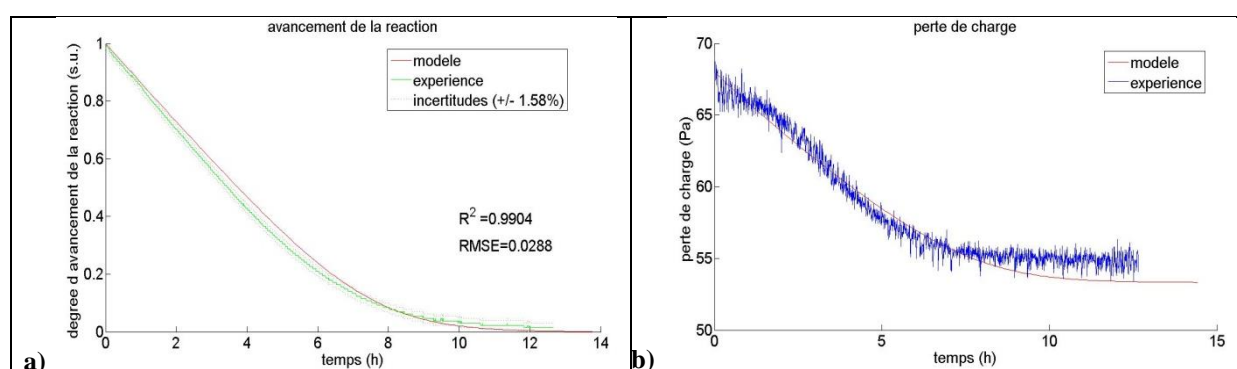 avancement de la reaction
degree d avancement de la reaction (s.u.)
1
0.8
0.6
0.4
0.2
0
modele
experience
incertitudes (+/- 1.58%)
R2 =0.9904
RMSE=0.0288
0 2 4 6 8 10 12 14
temps (h)
a)
perte de charge
perte de charge (Pa)
70
65
60
55
50
modele
experience
0 5 10 15
temps (h)
b)